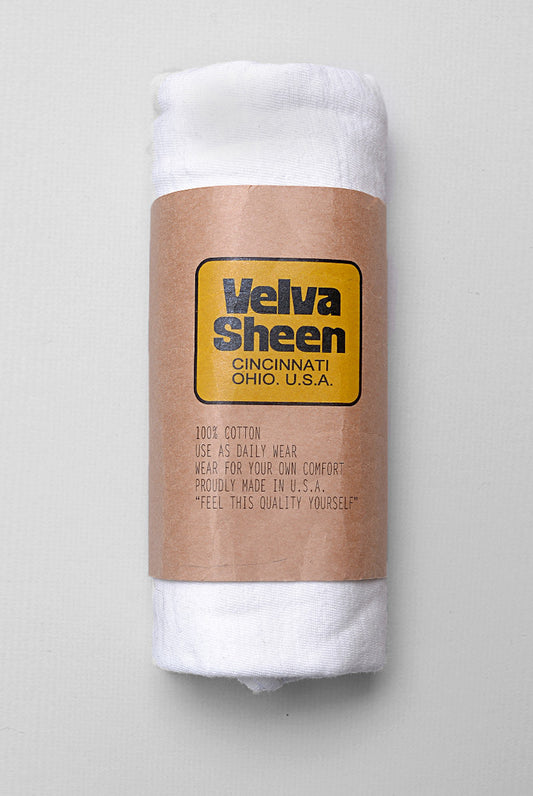 Velva
Sheen
CINCINNATI
OHIO. U.S.A.
100% COTTON
USE AS DAILY WEAR
WEAR FOR YOUR OWN COMFORT
PROUDLY MADE IN U.S.A.
“FEEL THIS QUALITY YOURSELF”